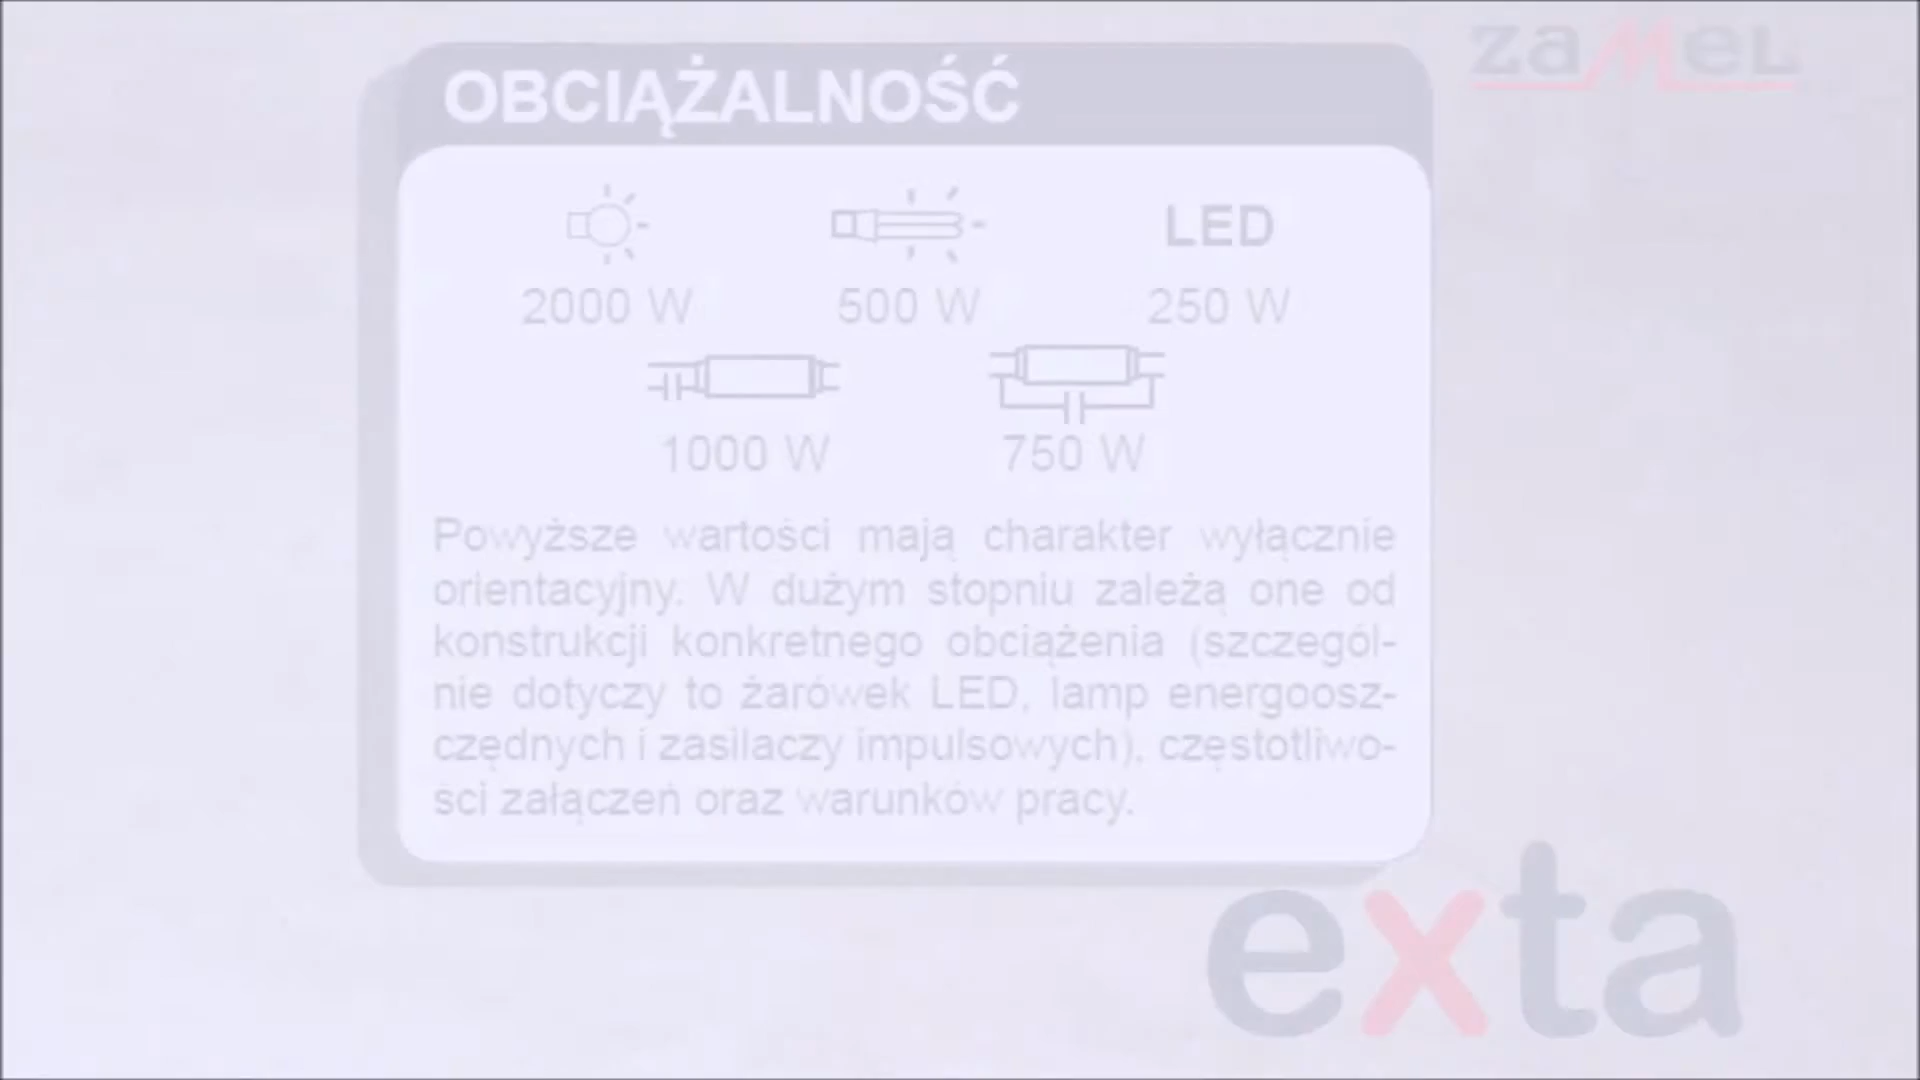 zamel
OBCIĄŻALNOŚĆ
LED
2000 W 500 W 250 W
1000 W 750 W
Powyższe wartości mają charakter wyłącznie
orientacyjny. W dużym stopniu zależą one od
konstrukcji konkretnego obciążenia (szczegól-
nie dotyczy to żarówek LED, lamp energoosz-
czędnych i zasilaczy impulsowych), częstotliwo-
ści załączeń oraz warunków pracy.
exta